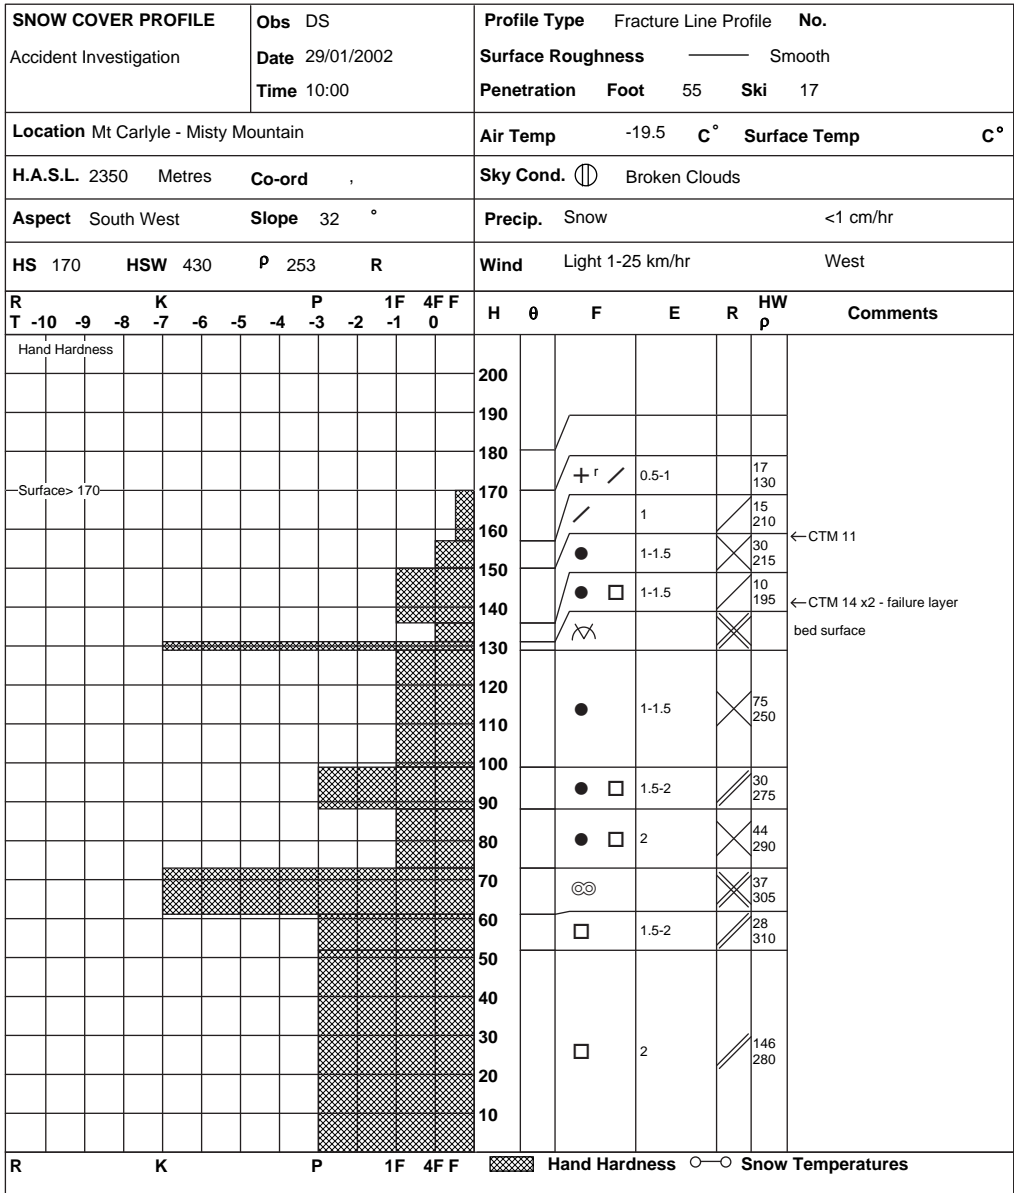 SNOW COVER PROFILE Obs DS Profile Type Fracture Line Profile No.
Accident Investigation Date 29/01/2002 Surface Roughness Smooth
Time 10:00 Penetration Foot 55 Ski 17
Location Mt Carlyle - Misty Mountain Air Temp -19.5 C° Surface Temp C°
H.A.S.L. 2350 Metres Co-ord , Sky Cond. Broken Clouds
Aspect South West Slope 32 ° Precip. Snow <1 cm/hr
HS 170 HSW 430 ρ 253 R Wind Light 1-25 km/hr West
R K P 1F 4F F
T -10 -9 -8 -7 -6 -5 -4 -3 -2 -1 0
H θ F E R HW ρ Comments
Hand Hardness
200
190
180
Surface> 170
170
+ r / 0.5-1 17
130
160
/ 1 15
210
←CTM 11
150
1-1.5 30
215
140
1-1.5 10
195
←CTM 14 x2 - failure layer
bed surface
130
120
1-1.5 75
250
110
100
1.5-2 30
275
90
80
2 44
290
70
37
305
60
1.5-2 28
310
50
40
30
2 146
280
20
10
R K P 1F 4F F Hand Hardness Snow Temperatures